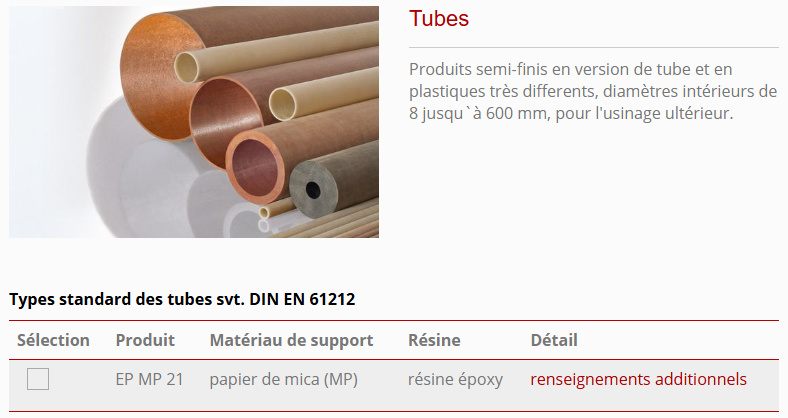 Tubes
Produits semi-finis en version de tube et en
plastiques très differents, diamètres intérieurs de
8 jusqu`à 600 mm, pour l'usinage ultérieur.
Types standard des tubes svt. DIN EN 61212
Sélection Produit Matériau de support Résine Détail
EP MP 21 papier de mica (MP) résine époxy renseignements additionnels